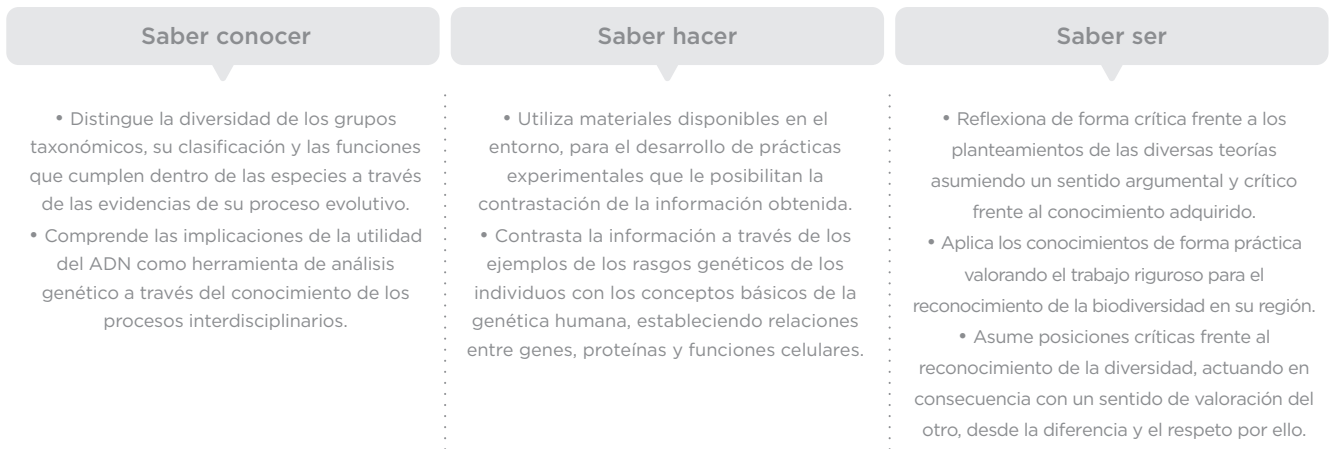 Saber conocer
• Distingue la diversidad de los grupos
taxonómicos, su clasificación y las funciones
que cumplen dentro de las especies a través
de las evidencias de su proceso evolutivo.
• Comprende las implicaciones de la utilidad
del ADN como herramienta de análisis
genético a través del conocimiento de los
procesos interdisciplinarios.
Saber hacer
• Utiliza materiales disponibles en el
entorno, para el desarrollo de prácticas
experimentales que le posibilitan la
contrastación de la información obtenida.
• Contrasta la información a través de los
ejemplos de los rasgos genéticos de los
individuos con los conceptos básicos de la
genética humana, estableciendo relaciones
entre genes, proteínas y funciones celulares.
Saber ser
• Reflexiona de forma crítica frente a los
planteamientos de las diversas teorías
asumiendo un sentido argumental y crítico
frente al conocimiento adquirido.
• Aplica los conocimientos de forma práctica
valorando el trabajo riguroso para el
reconocimiento de la biodiversidad en su región.
• Asume posiciones críticas frente al
reconocimiento de la diversidad, actuando en
consecuencia con un sentido de valoración del
otro, desde la diferencia y el respeto por ello.